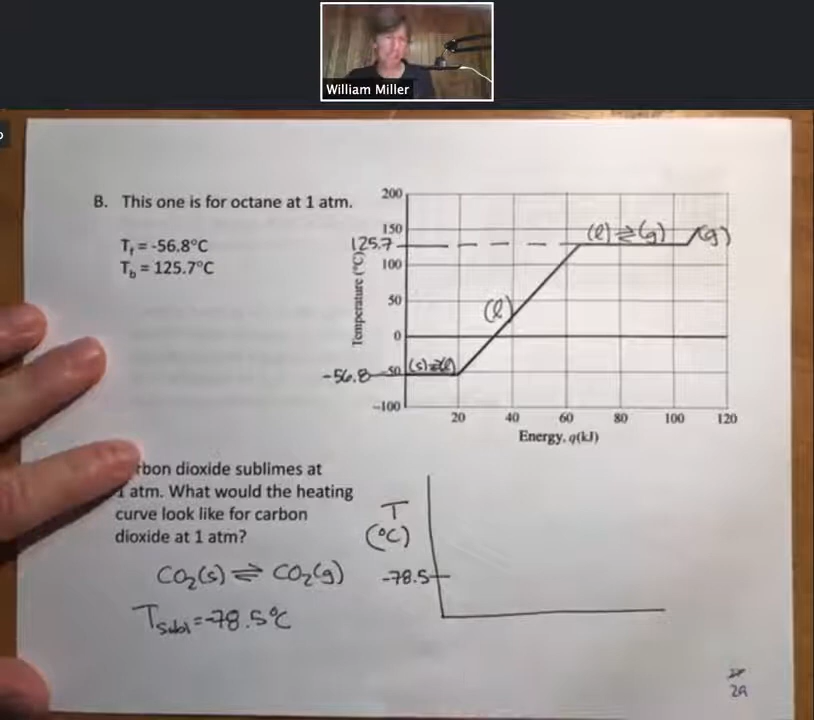 William Miller
B. This one is for octane at 1 atm.
Tf = -56.8°C
Tb = 125.7°C
200
150
125.7
100
50
0
-56.8
-50
-100
Temperature (°C)
(s)⇌(l)
(l)
(l)⇌(g)
(g)
20 40 60 80 100 120
Energy, q(kJ)
rbon dioxide sublimes at
1 atm. What would the heating
curve look like for carbon
dioxide at 1 atm?
CO₂(s) ⇌ CO₂(g)
Tsubl = -78.5°C
T
(°C)
-78.5
2A